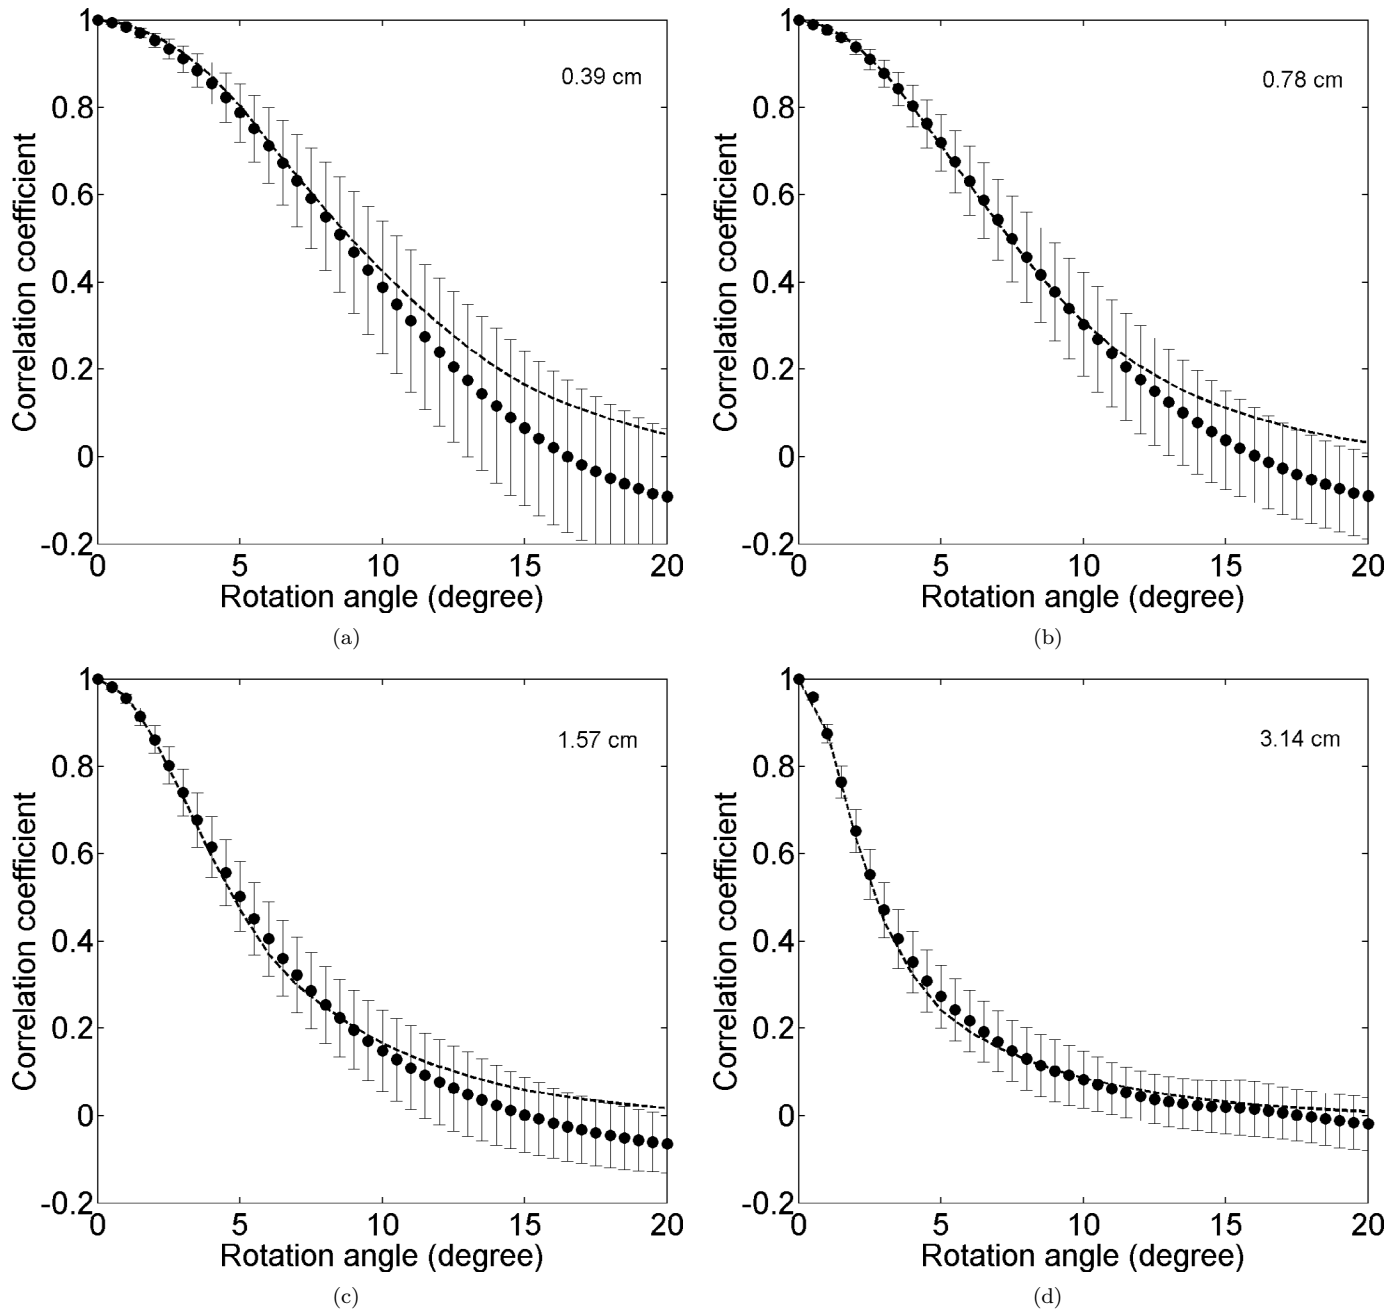 1
0.8
0.6
0.4
0.2
0
-0.2
0 5 10 15 20
Correlation coefficient
Rotation angle (degree)
0.39 cm
(a)
1
0.8
0.6
0.4
0.2
0
-0.2
0 5 10 15 20
Correlation coefficient
Rotation angle (degree)
0.78 cm
(b)
1
0.8
0.6
0.4
0.2
0
-0.2
0 5 10 15 20
Correlation coefficient
Rotation angle (degree)
1.57 cm
(c)
1
0.8
0.6
0.4
0.2
0
-0.2
0 5 10 15 20
Correlation coefficient
Rotation angle (degree)
3.14 cm
(d)